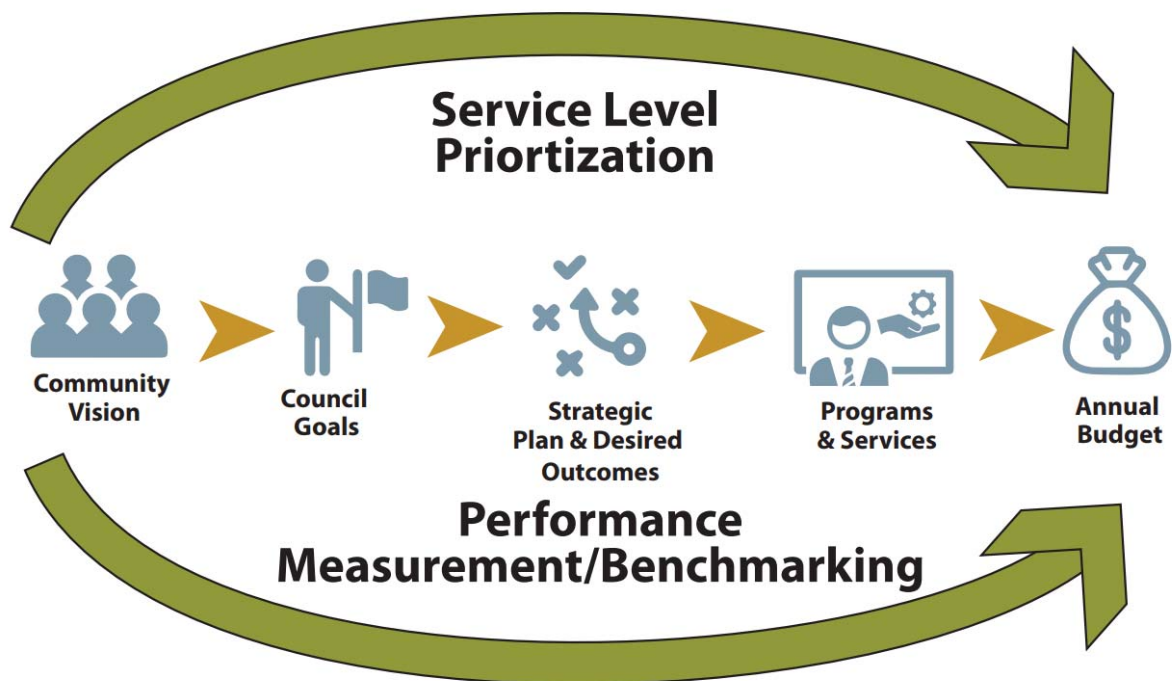 Service Level
Priortization
Community
Vision
Council
Goals
Strategic
Plan & Desired
Outcomes
Programs
& Services
$
Annual
Budget
Performance
Measurement/Benchmarking